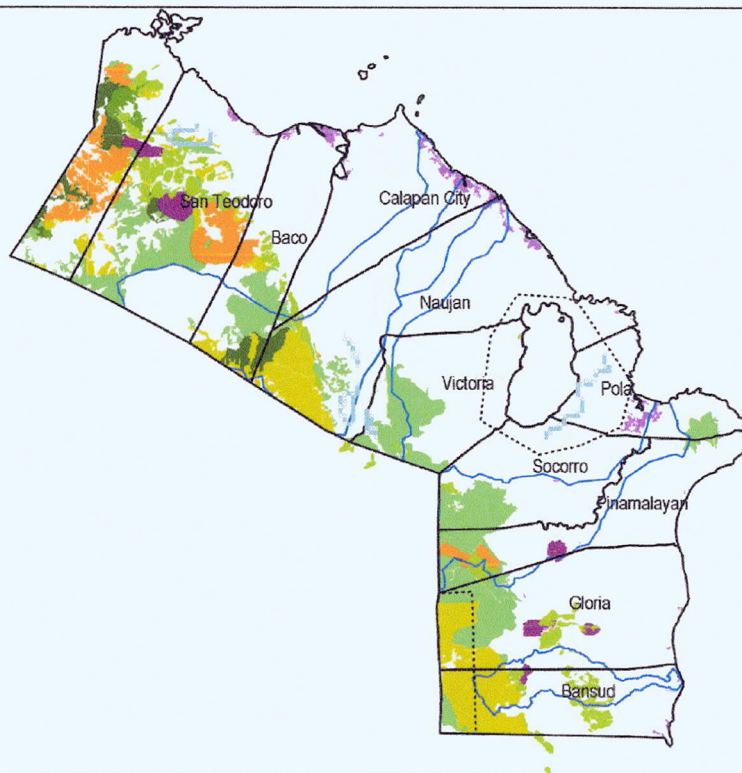 San Teodoro
Calapan City
Baco
Naujan
Victoria
Pola
Socorro
Pinamalayan
Gloria
Bansud